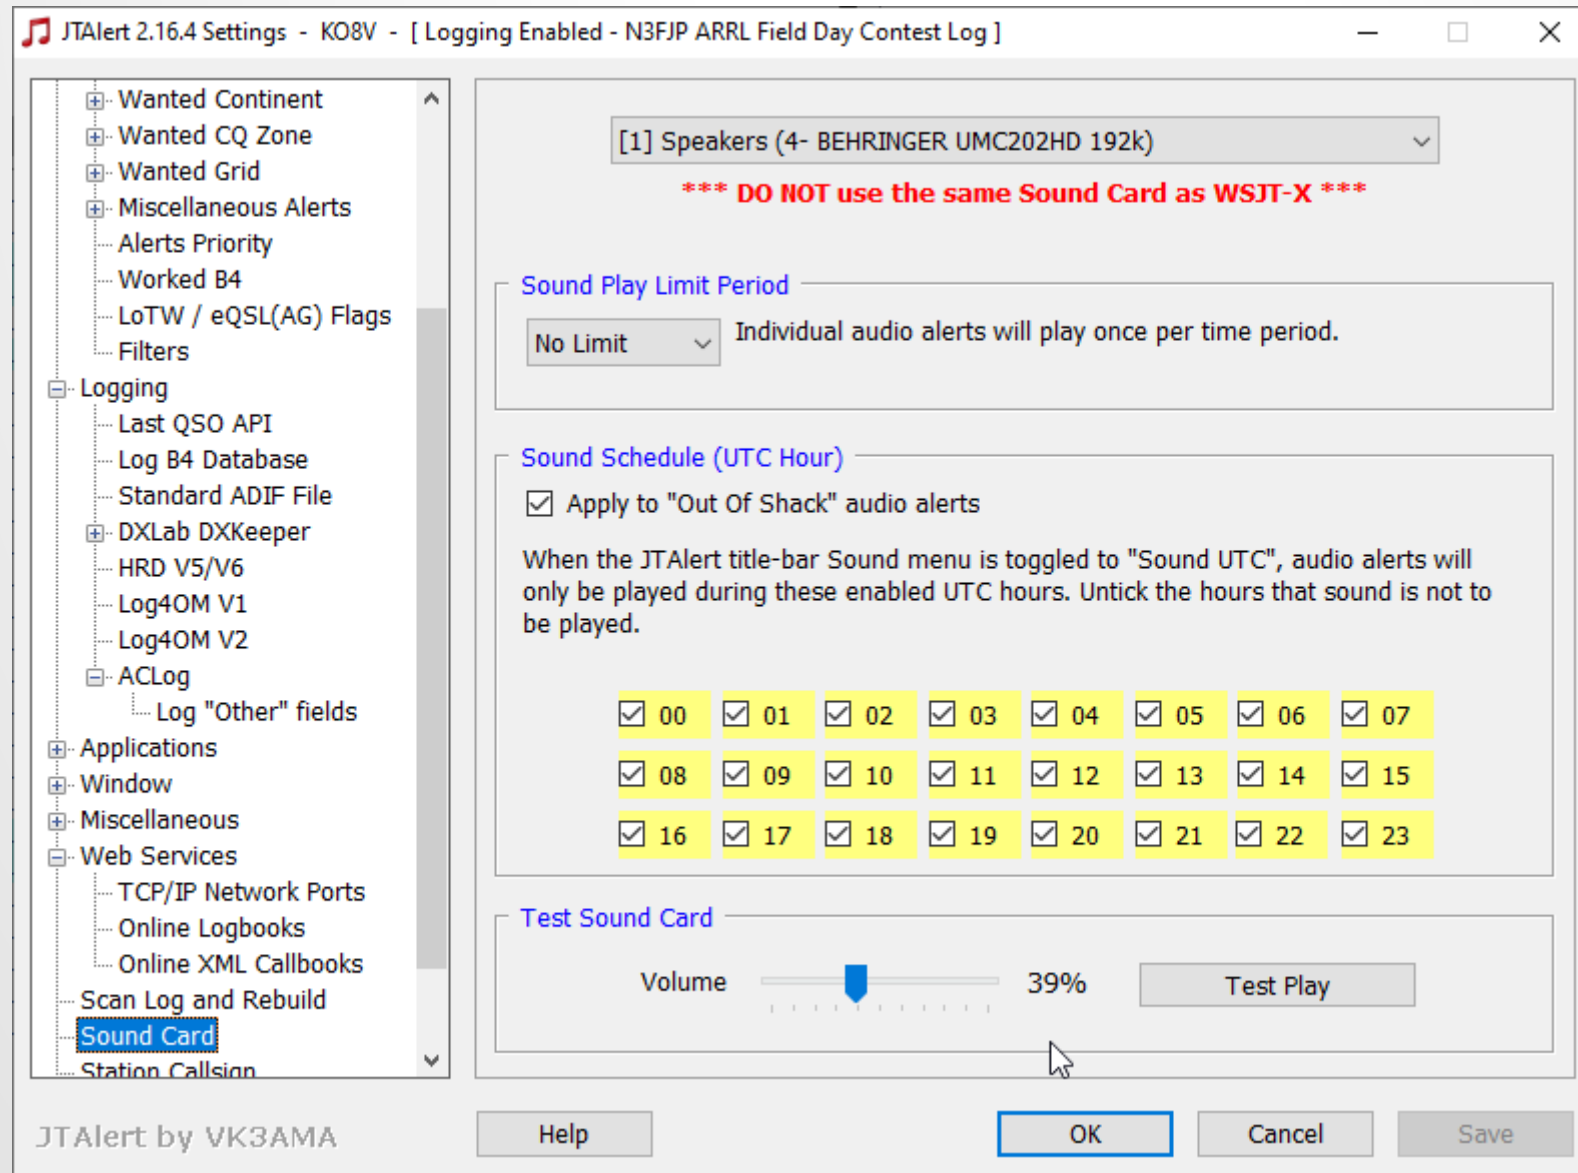 JTAlert 2.16.4 Settings - KO8V - [ Logging Enabled - N3FJP ARRL Field Day Contest Log ]
Wanted Continent
Wanted CQ Zone
Wanted Grid
Miscellaneous Alerts
Alerts Priority
Worked B4
LoTW / eQSL(AG) Flags
Filters
Logging
Last QSO API
Log B4 Database
Standard ADIF File
DXLab DXKeeper
HRD V5/V6
Log4OM V1
Log4OM V2
ACLog
Log "Other" fields
Applications
Window
Miscellaneous
Web Services
TCP/IP Network Ports
Online Logbooks
Online XML Callbooks
Scan Log and Rebuild
Sound Card
Station Callsign
[1] Speakers (4- BEHRINGER UMC202HD 192k)
*** DO NOT use the same Sound Card as WSJT-X ***
Sound Play Limit Period
No Limit Individual audio alerts will play once per time period.
Sound Schedule (UTC Hour)
Apply to "Out Of Shack" audio alerts
When the JTAlert title-bar Sound menu is toggled to "Sound UTC", audio alerts will
only be played during these enabled UTC hours. Untick the hours that sound is not to
be played.
00 01 02 03 04 05 06 07
08 09 10 11 12 13 14 15
16 17 18 19 20 21 22 23
Test Sound Card
Volume 39% Test Play
JTAlert by VK3AMA Help OK Cancel Save